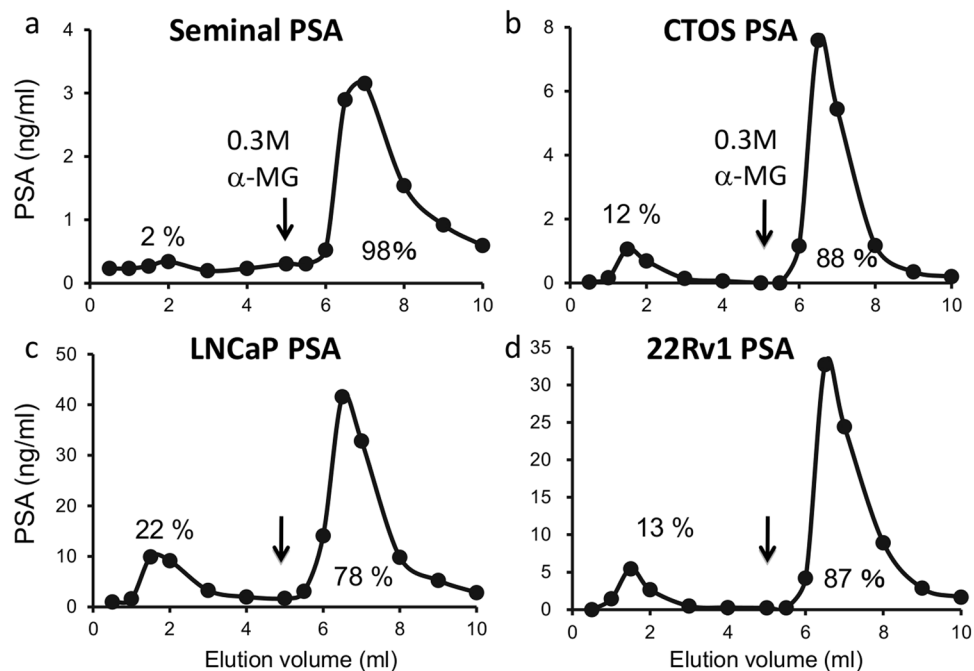 a
Seminal PSA
PSA (ng/ml)
4
3
2
1
0
0.3M
α-MG
2 %
98%
0 2 4 6 8 10
b
CTOS PSA
8
6
4
2
0
0.3M
α-MG
12 %
88 %
0 2 4 6 8 10
c
LNCaP PSA
PSA (ng/ml)
50
40
30
20
10
0
22 %
78 %
0 2 4 6 8 10
Elution volume (ml)
d
22Rv1 PSA
35
30
25
20
15
10
5
0
13 %
87 %
0 2 4 6 8 10
Elution volume (ml)